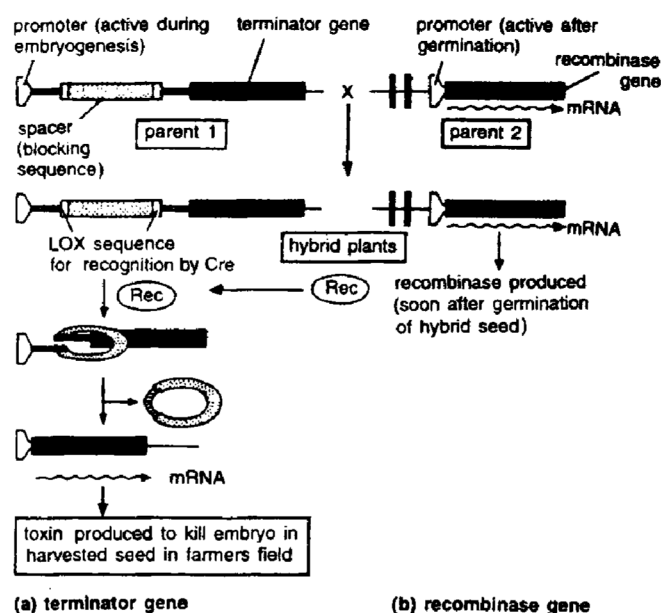 promoter (active during
embryogenesis)
terminator gene
promoter (active after
germination)
recombinase
gene
X
mRNA
spacer
(blocking
sequence)
parent 1
parent 2
LOX sequence
for recognition by Cre
hybrid plants
mRNA
Rec
Rec
recombinase produced
(soon after germination
of hybrid seed)
mRNA
toxin produced to kill embryo in
harvested seed in farmers field
(a) terminator gene
(b) recombinase gene